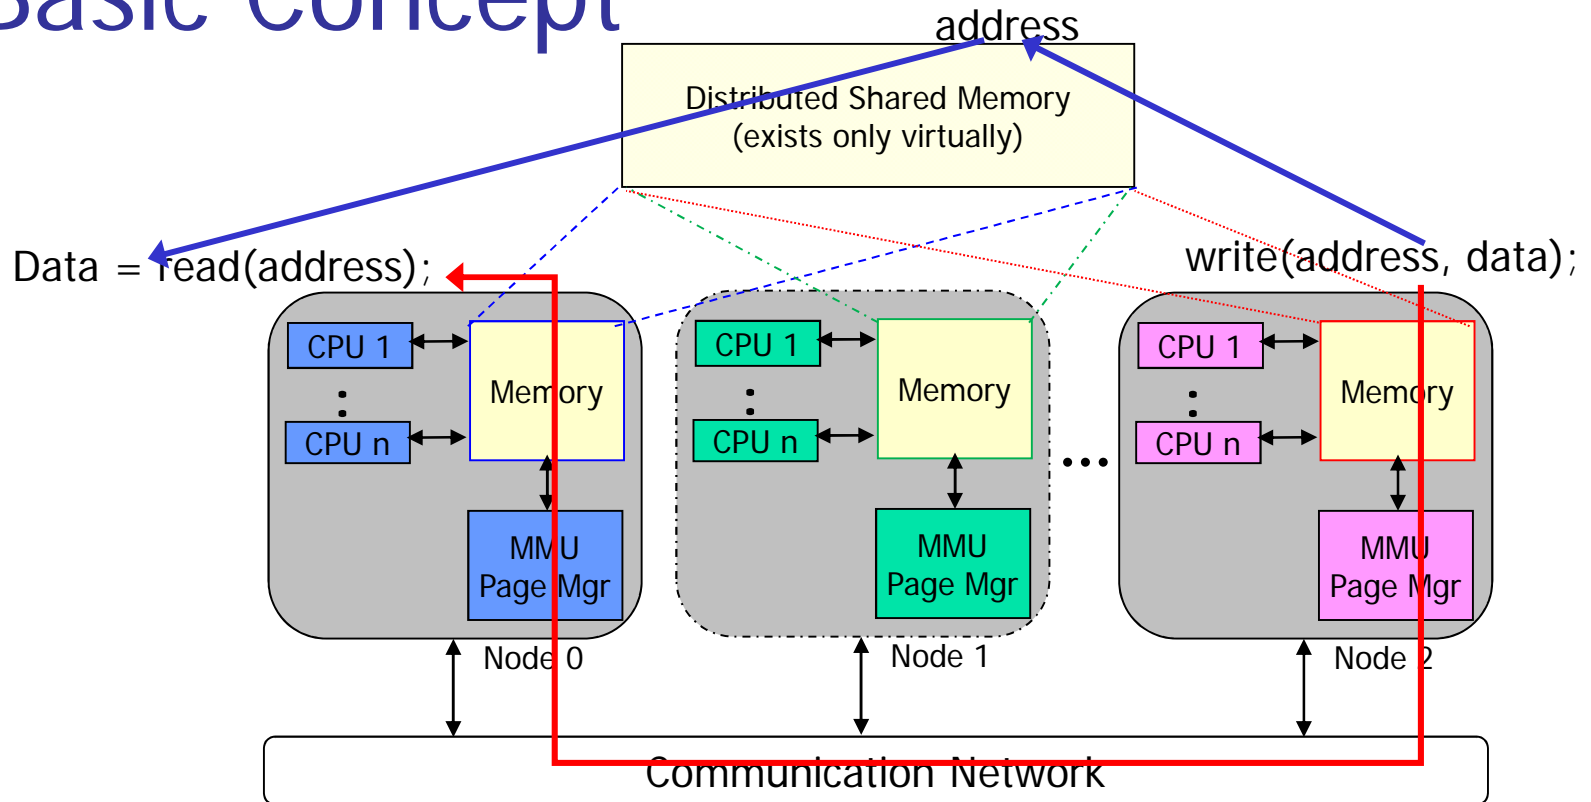 Basic Concept
address
Distributed Shared Memory
(exists only virtually)
Data = read(address);
write(address, data);
CPU 1
:
CPU n
Memory
MMU
Page Mgr
Node 0
CPU 1
:
CPU n
Memory
MMU
Page Mgr
Node 1
...
CPU 1
:
CPU n
Memory
MMU
Page Mgr
Node 2
Communication Network